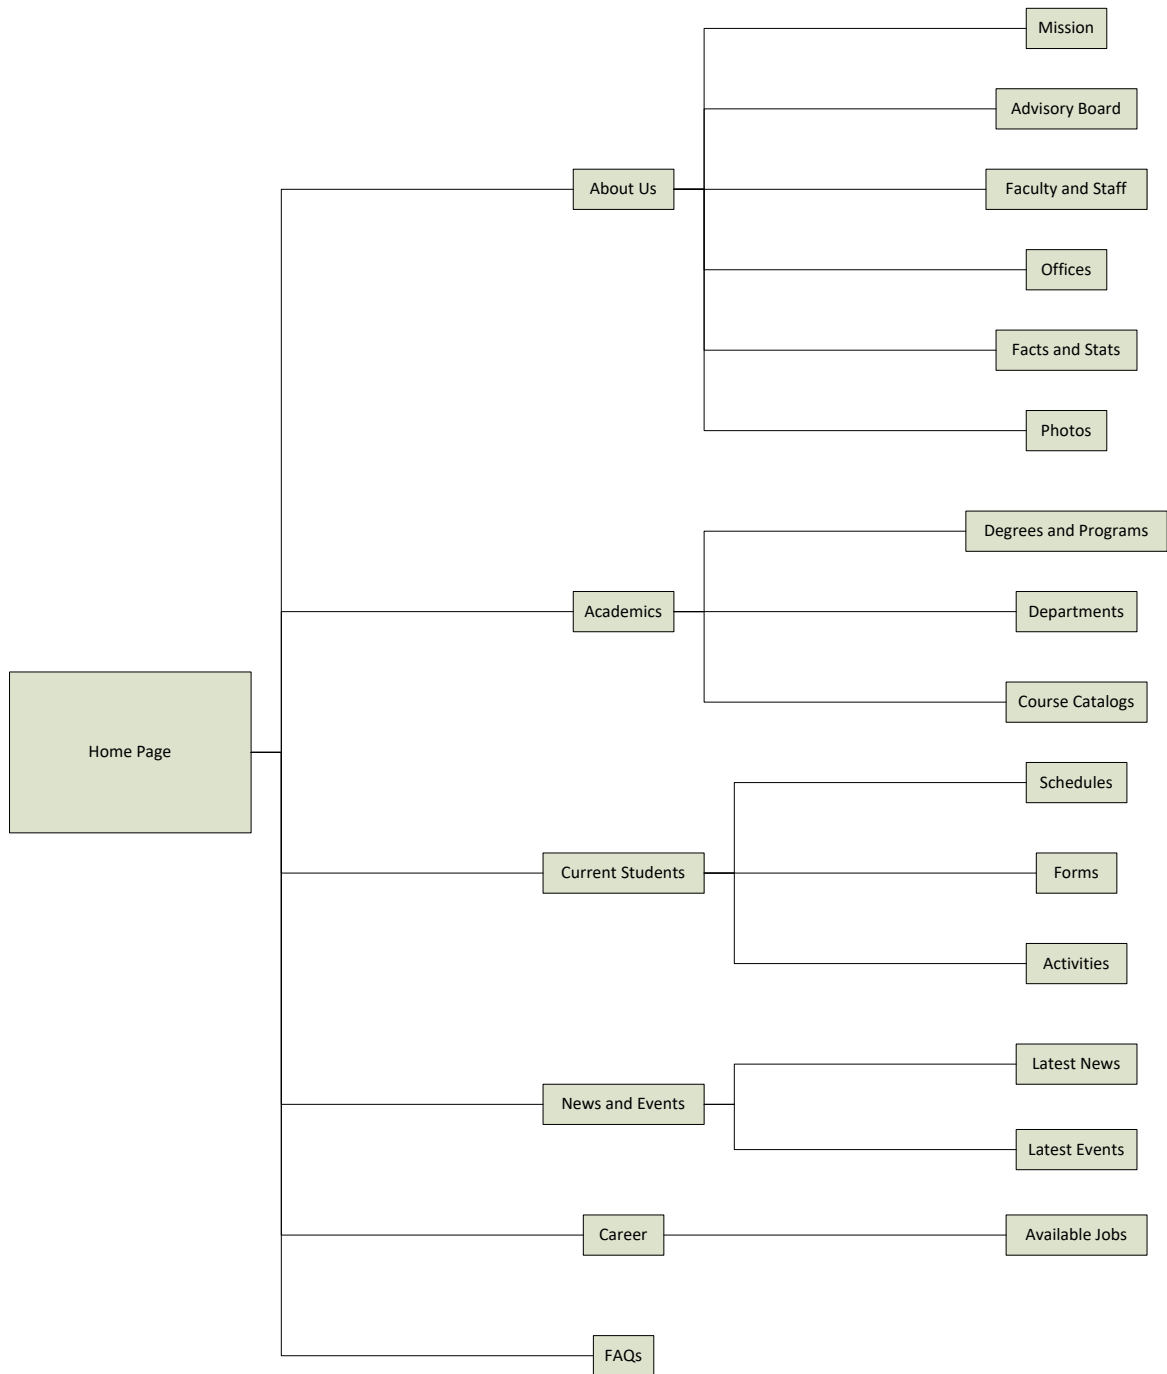 Mission
Advisory Board
About Us
Faculty and Staff
Offices
Facts and Stats
Photos
Degrees and Programs
Academics
Departments
Course Catalogs
Home Page
Schedules
Current Students
Forms
Activities
Latest News
News and Events
Latest Events
Career
Available Jobs
FAQs